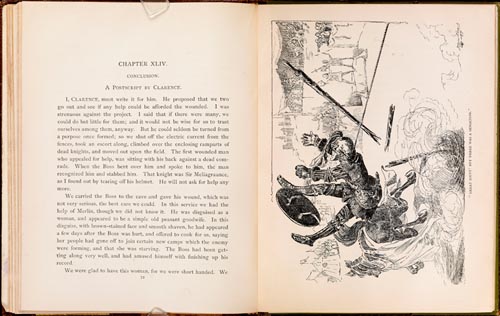 CHAPTER XLIV.
CONCLUSION.
A POSTSCRIPT BY CLARENCE.
I, CLARENCE, must write it for him. He proposed that we two
go out and see if any help could be afforded the wounded. I was
strenuous against the project. I said that if there were many, we
could do but little for them; and it would not be wise for us to trust
ourselves among them, anyway. But he could seldom be turned from
a purpose once formed; so we shut off the electric current from the
fences, took an escort along, climbed over the enclosing ramparts of
dead knights, and moved out upon the field. The first wounded man
who appealed for help, was sitting with his back against a dead com-
rade. When the Boss bent over him and spoke to him, the man
recognized him and stabbed him. That knight was Sir Meliagraunce,
as I found out by tearing off his helmet. He will not ask for help any
more.
We carried the Boss to the cave and gave his wound, which was
not very serious, the best care we could. In this service we had the
help of Merlin, though we did not know it. He was disguised as a
woman, and appeared to be a simple old peasant goodwife. In this
disguise, with brown-stained face and smooth shaven, he had appeared
a few days after the Boss was hurt, and offered to cook for us, saying
her people had gone off to join certain new camps which the enemy
were forming, and that she was starving. The Boss had been get-
ting along very well, and had amused himself with finishing up his
record.
We were glad to have this woman, for we were short handed. We
"GREAT SCOTT! BUT THERE WAS A SENSATION!"